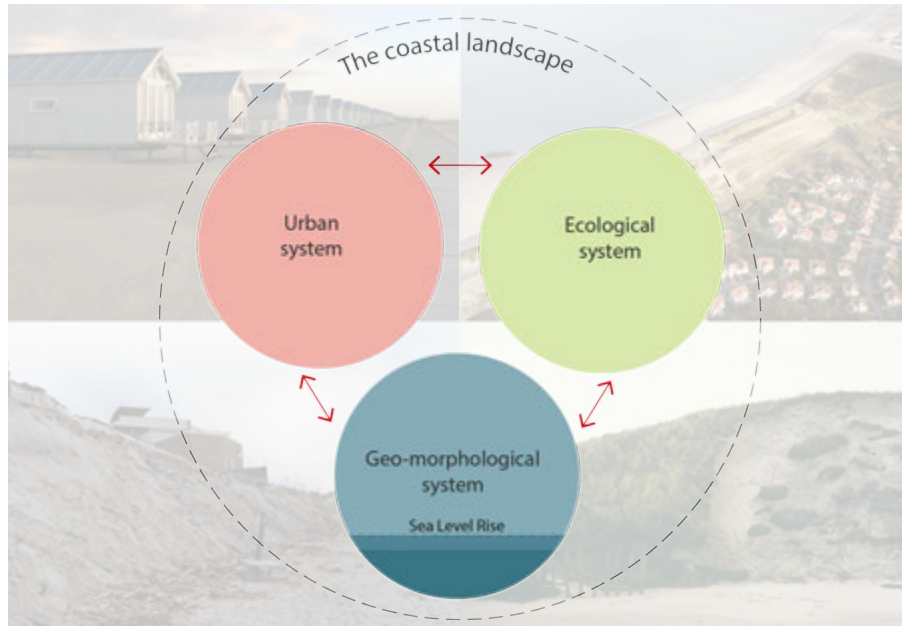 The coastal landscape
Urban
system
Ecological
system
Geo-morphological
system
Sea Level Rise